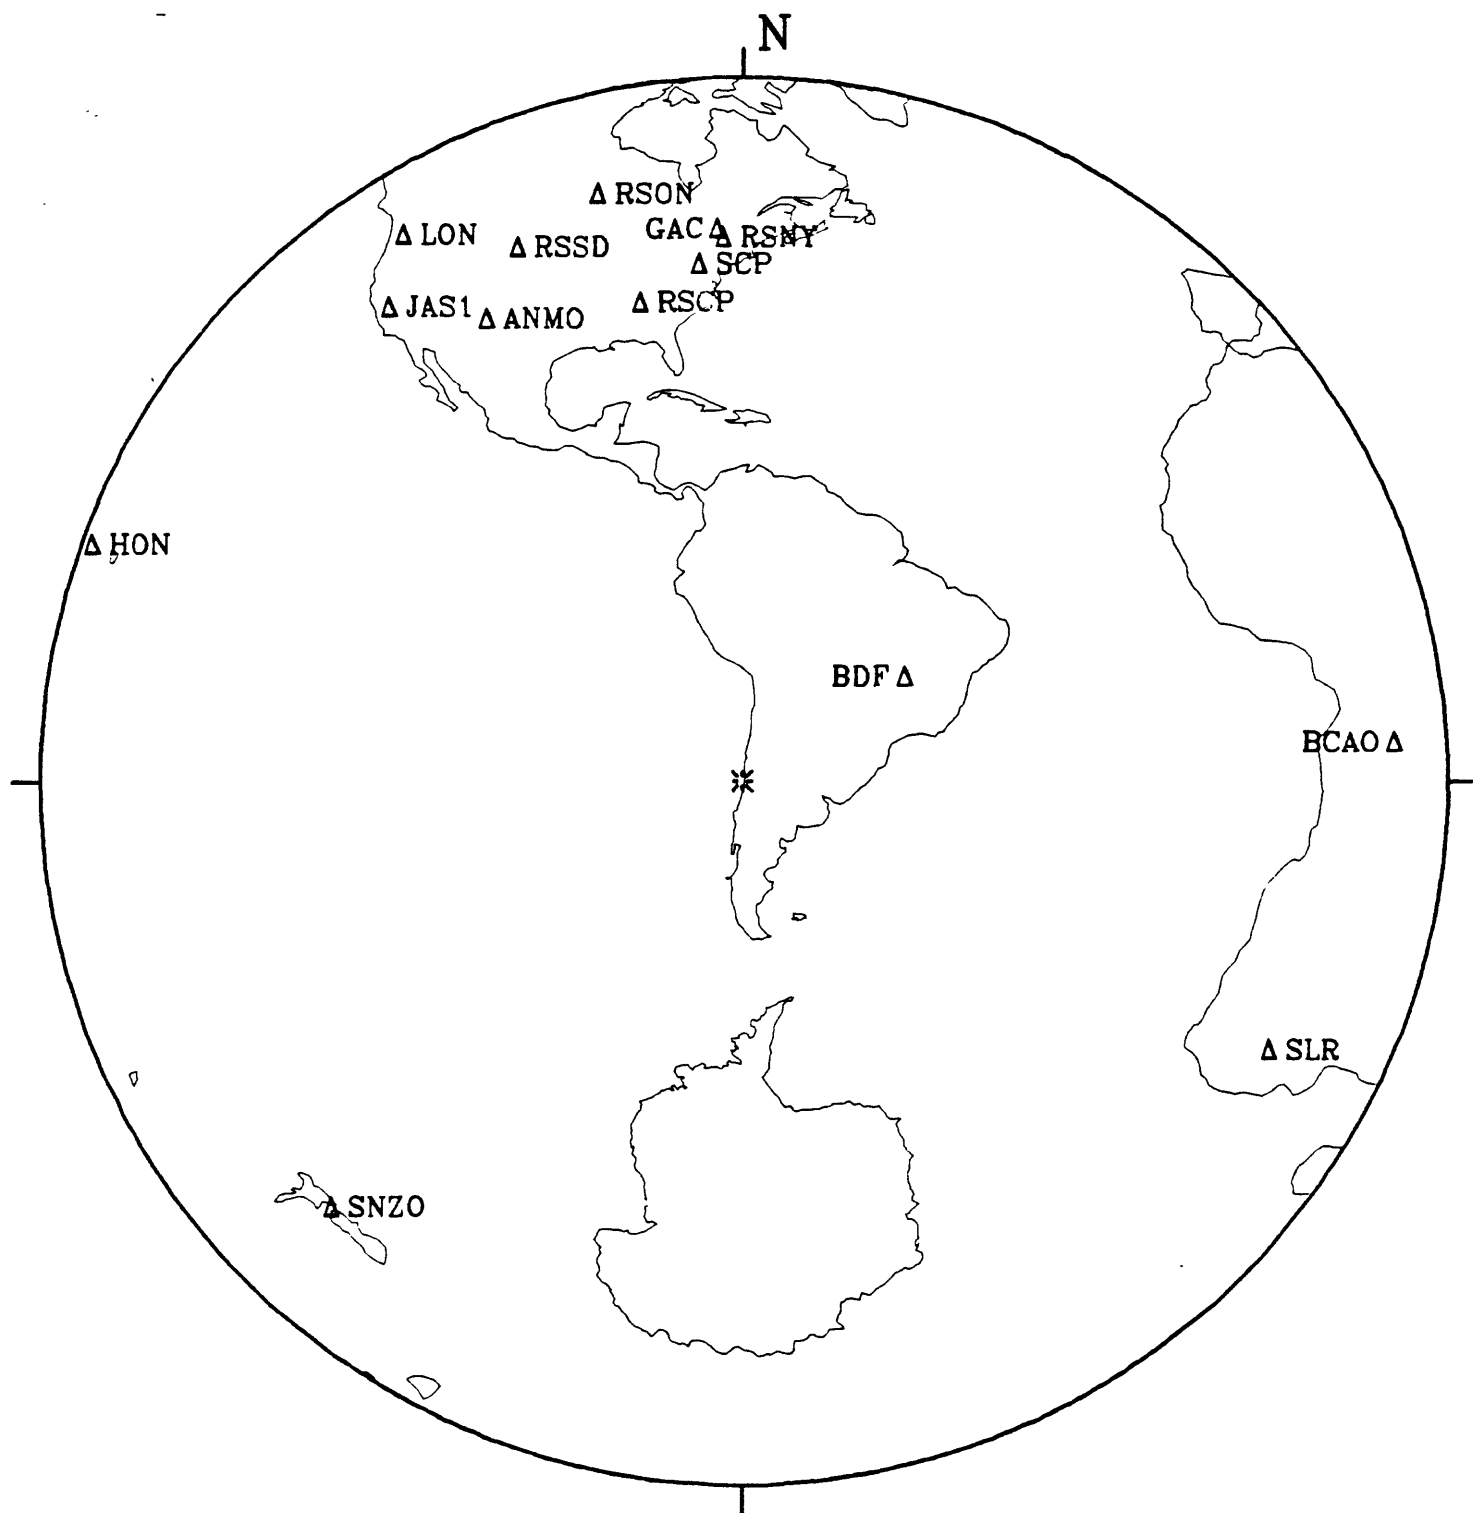 N
RSON
GAC
RSNY
LON
RSSD
SCP
JAS1
ANMO
RSCP
HON
BDF
BCAO
SLR
SNZO